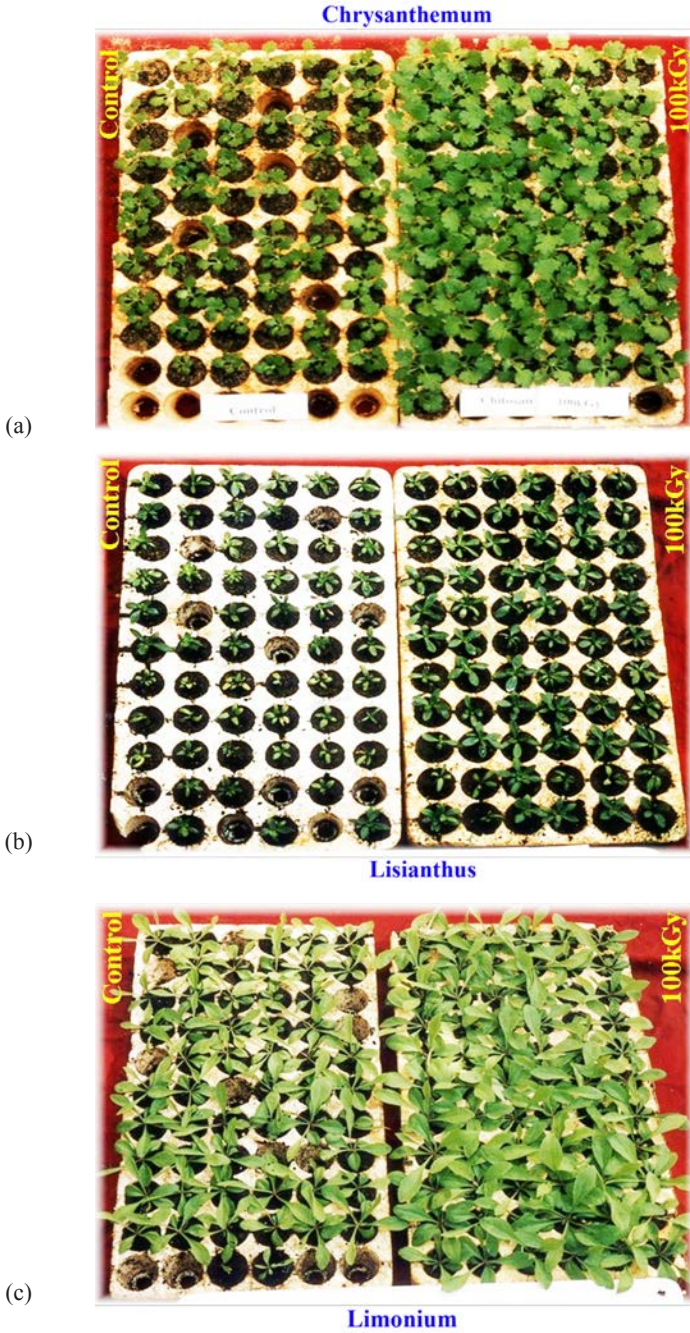 Chrysanthemum
Control
100kGy
Control
Chitosan 100kGy
(a)
Control
100kGy
(b)
Lisianthus
Control
100kGy
(c)
Limonium